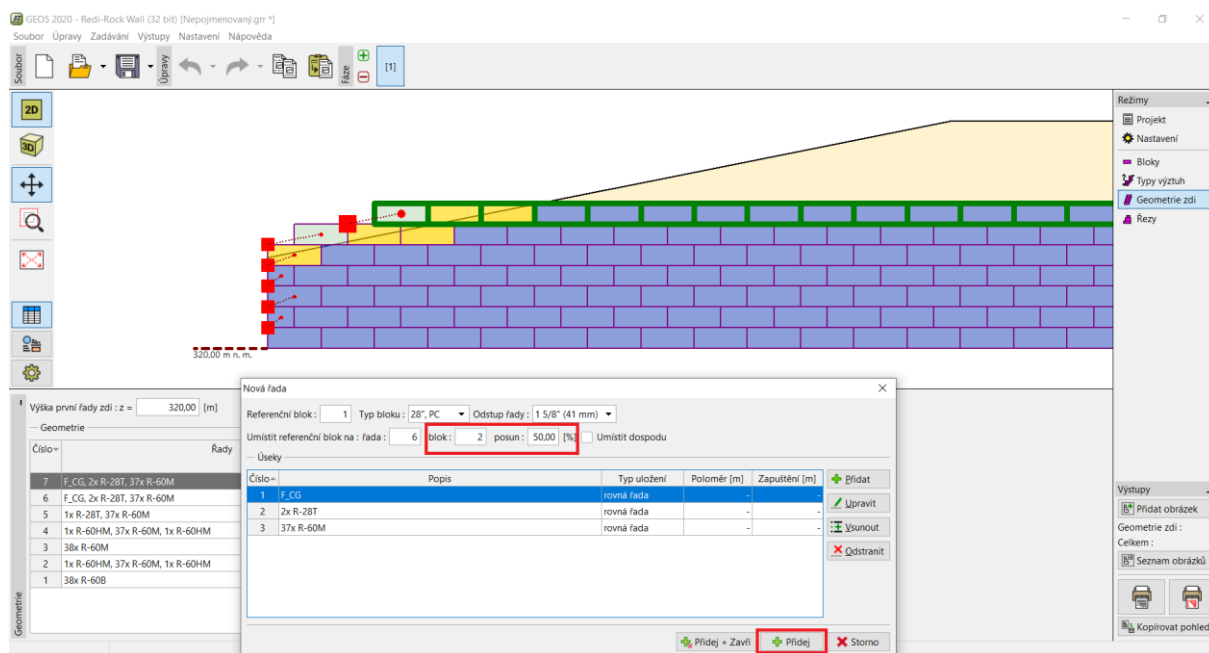 GEO5 2020 - Redi-Rock Wall (32 bit) [Nepojmenovaný.grr *]
Soubor Úpravy Zadávání Výstupy Nastavení Nápověda
Soubor
Úpravy
Fáze
[1]
2D
3D
320,00 m n. m.
Režimy
Projekt
Nastavení
Bloky
Typy výztuh
Geometrie zdi
Řezy
Geometrie
Výška první řady zdi : z = 320,00 [m]
Geometrie
Číslo Řady
7 F_CG, 2x R-28T, 37x R-60M
6 F_CG, 2x R-28T, 37x R-60M
5 1x R-28T, 37x R-60M
4 1x R-60HM, 37x R-60M, 1x R-60HM
3 38x R-60M
2 1x R-60HM, 37x R-60M, 1x R-60HM
1 38x R-60B
Nová řada
Referenční blok : 1 Typ bloku : 28", PC Odstup řady : 1 5/8" (41 mm)
Umístit referenční blok na : řada : 6 blok : 2 posun : 50,00 [%] Umístit dospodu
Úseky
Číslo Popis Typ uložení Poloměr [m] Zapuštění [m]
1 F_CG rovná řada - -
2 2x R-28T rovná řada - -
3 37x R-60M rovná řada - -
Přidat
Upravit
Vsunout
Odstranit
Přidej + Zavři Přidej Storno
Výstupy
Přidat obrázek
Geometrie zdi :
Celkem :
Seznam obrázků
Kopírovat pohled